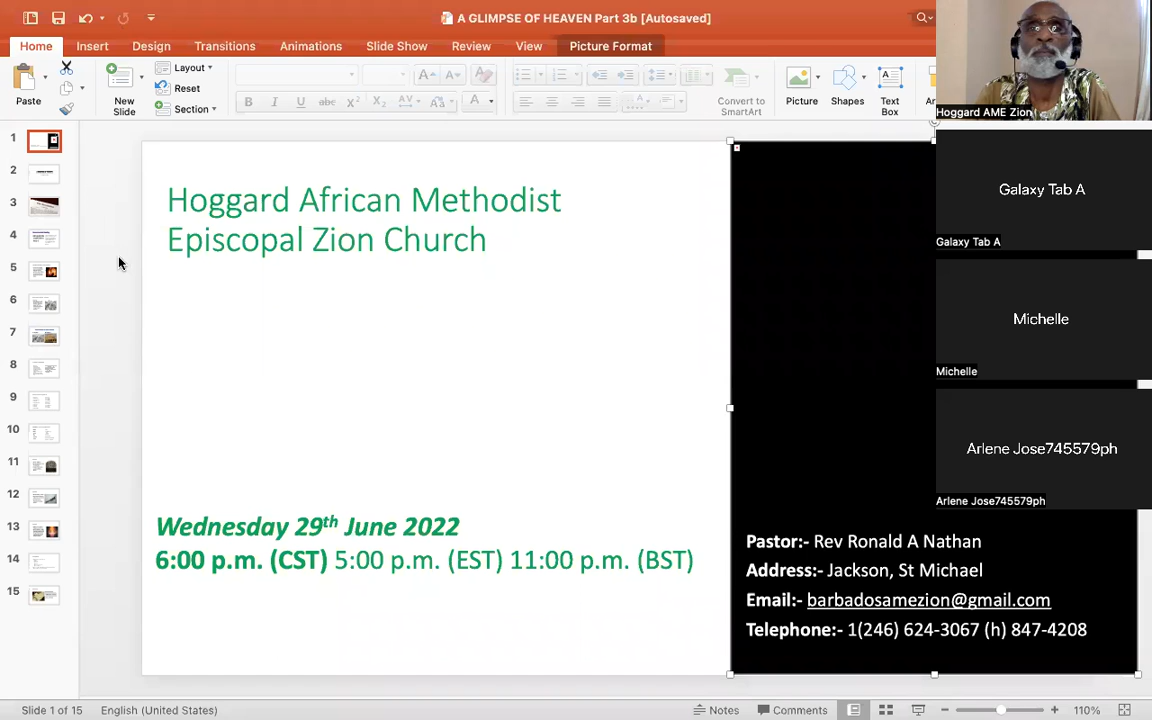 A GLIMPSE OF HEAVEN Part 3b [Autosaved]
Home Insert Design Transitions Animations Slide Show Review View Picture Format
Paste
New
Slide
Layout
Reset
Section
B I U abc X² X₂ AV Aa A
Convert to
SmartArt
Picture
Shapes
Text
Box
Hoggard AME Zion
1
2
3
4
5
6
7
8
9
10
11
12
13
14
15
Hoggard African Methodist
Episcopal Zion Church
Wednesday 29th June 2022
6:00 p.m. (CST) 5:00 p.m. (EST) 11:00 p.m. (BST)
Galaxy Tab A
Galaxy Tab A
Michelle
Michelle
Arlene Jose745579ph
Arlene Jose745579ph
Pastor:- Rev Ronald A Nathan
Address:- Jackson, St Michael
Email:- barbadosamezion@gmail.com
Telephone:- 1(246) 624-3067 (h) 847-4208
Slide 1 of 15 English (United States) Notes Comments 110%